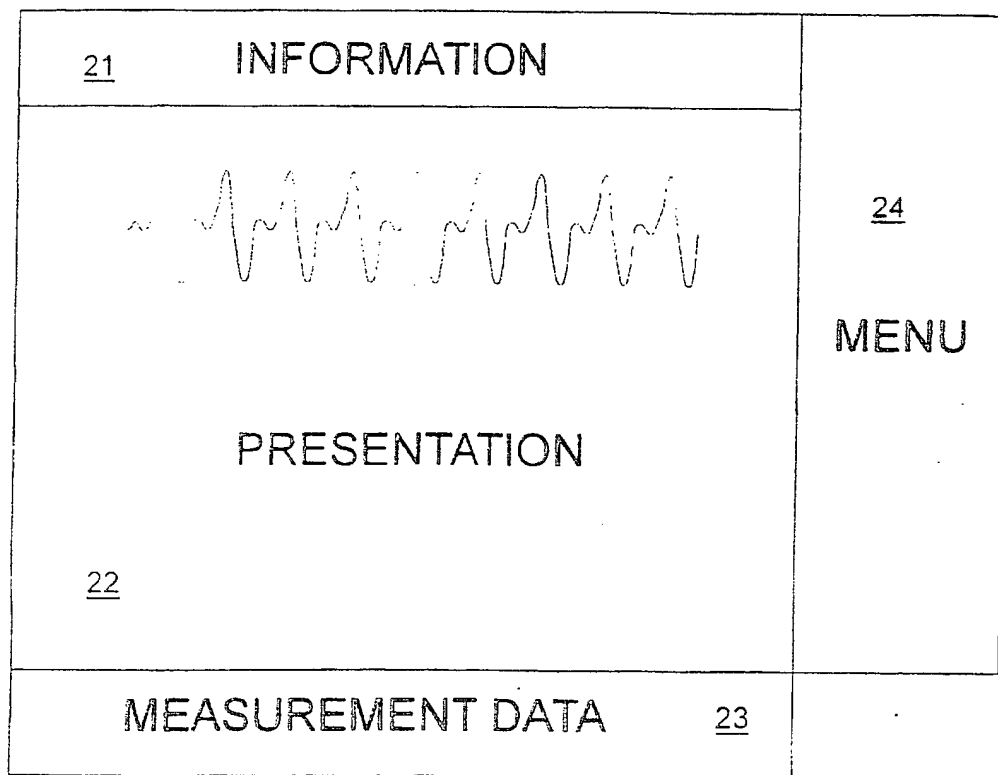 21 INFORMATION
24
MENU
PRESENTATION
22
MEASUREMENT DATA 23